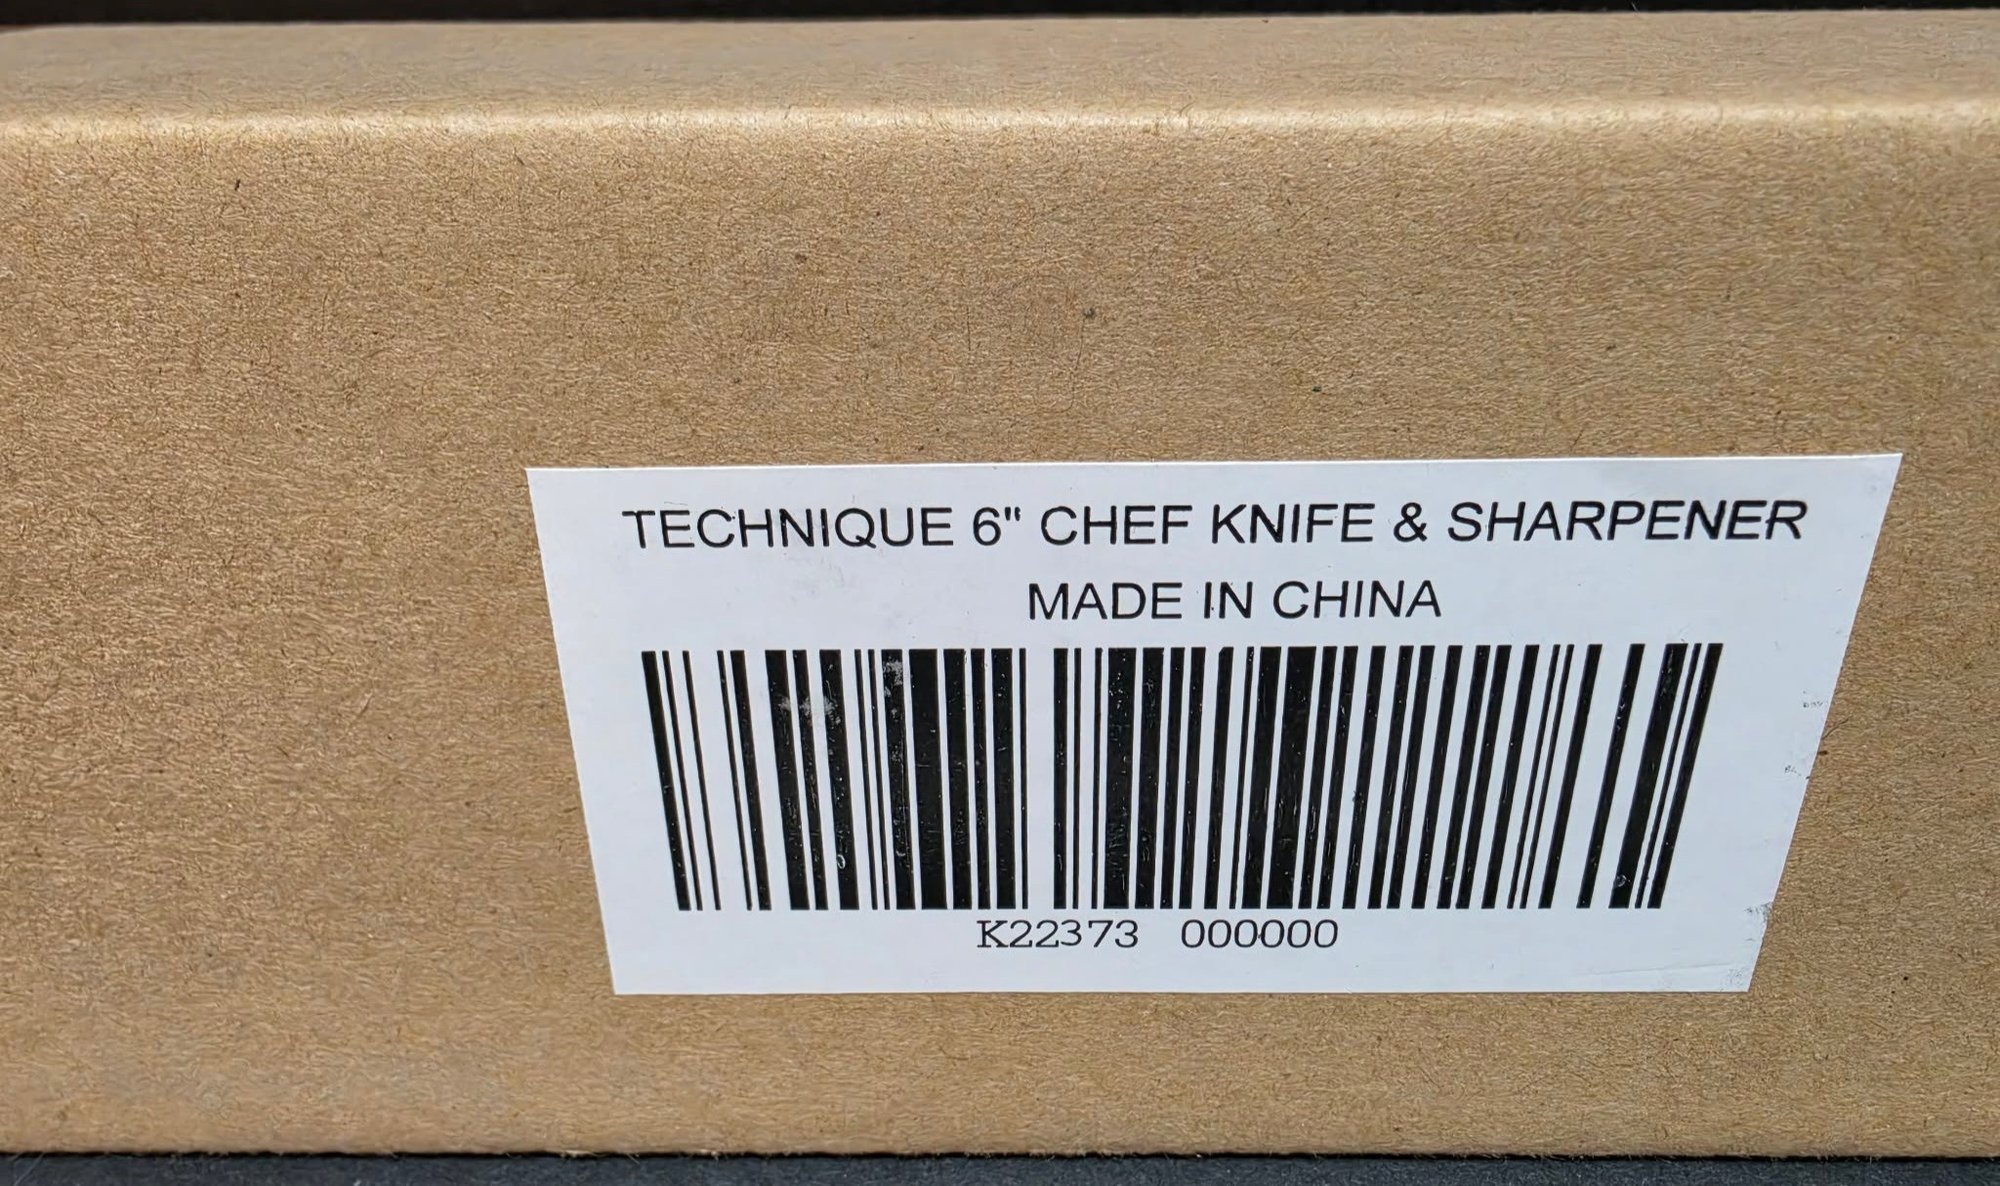 TECHNIQUE 6" CHEF KNIFE & SHARPENER
MADE IN CHINA
K22373 000000